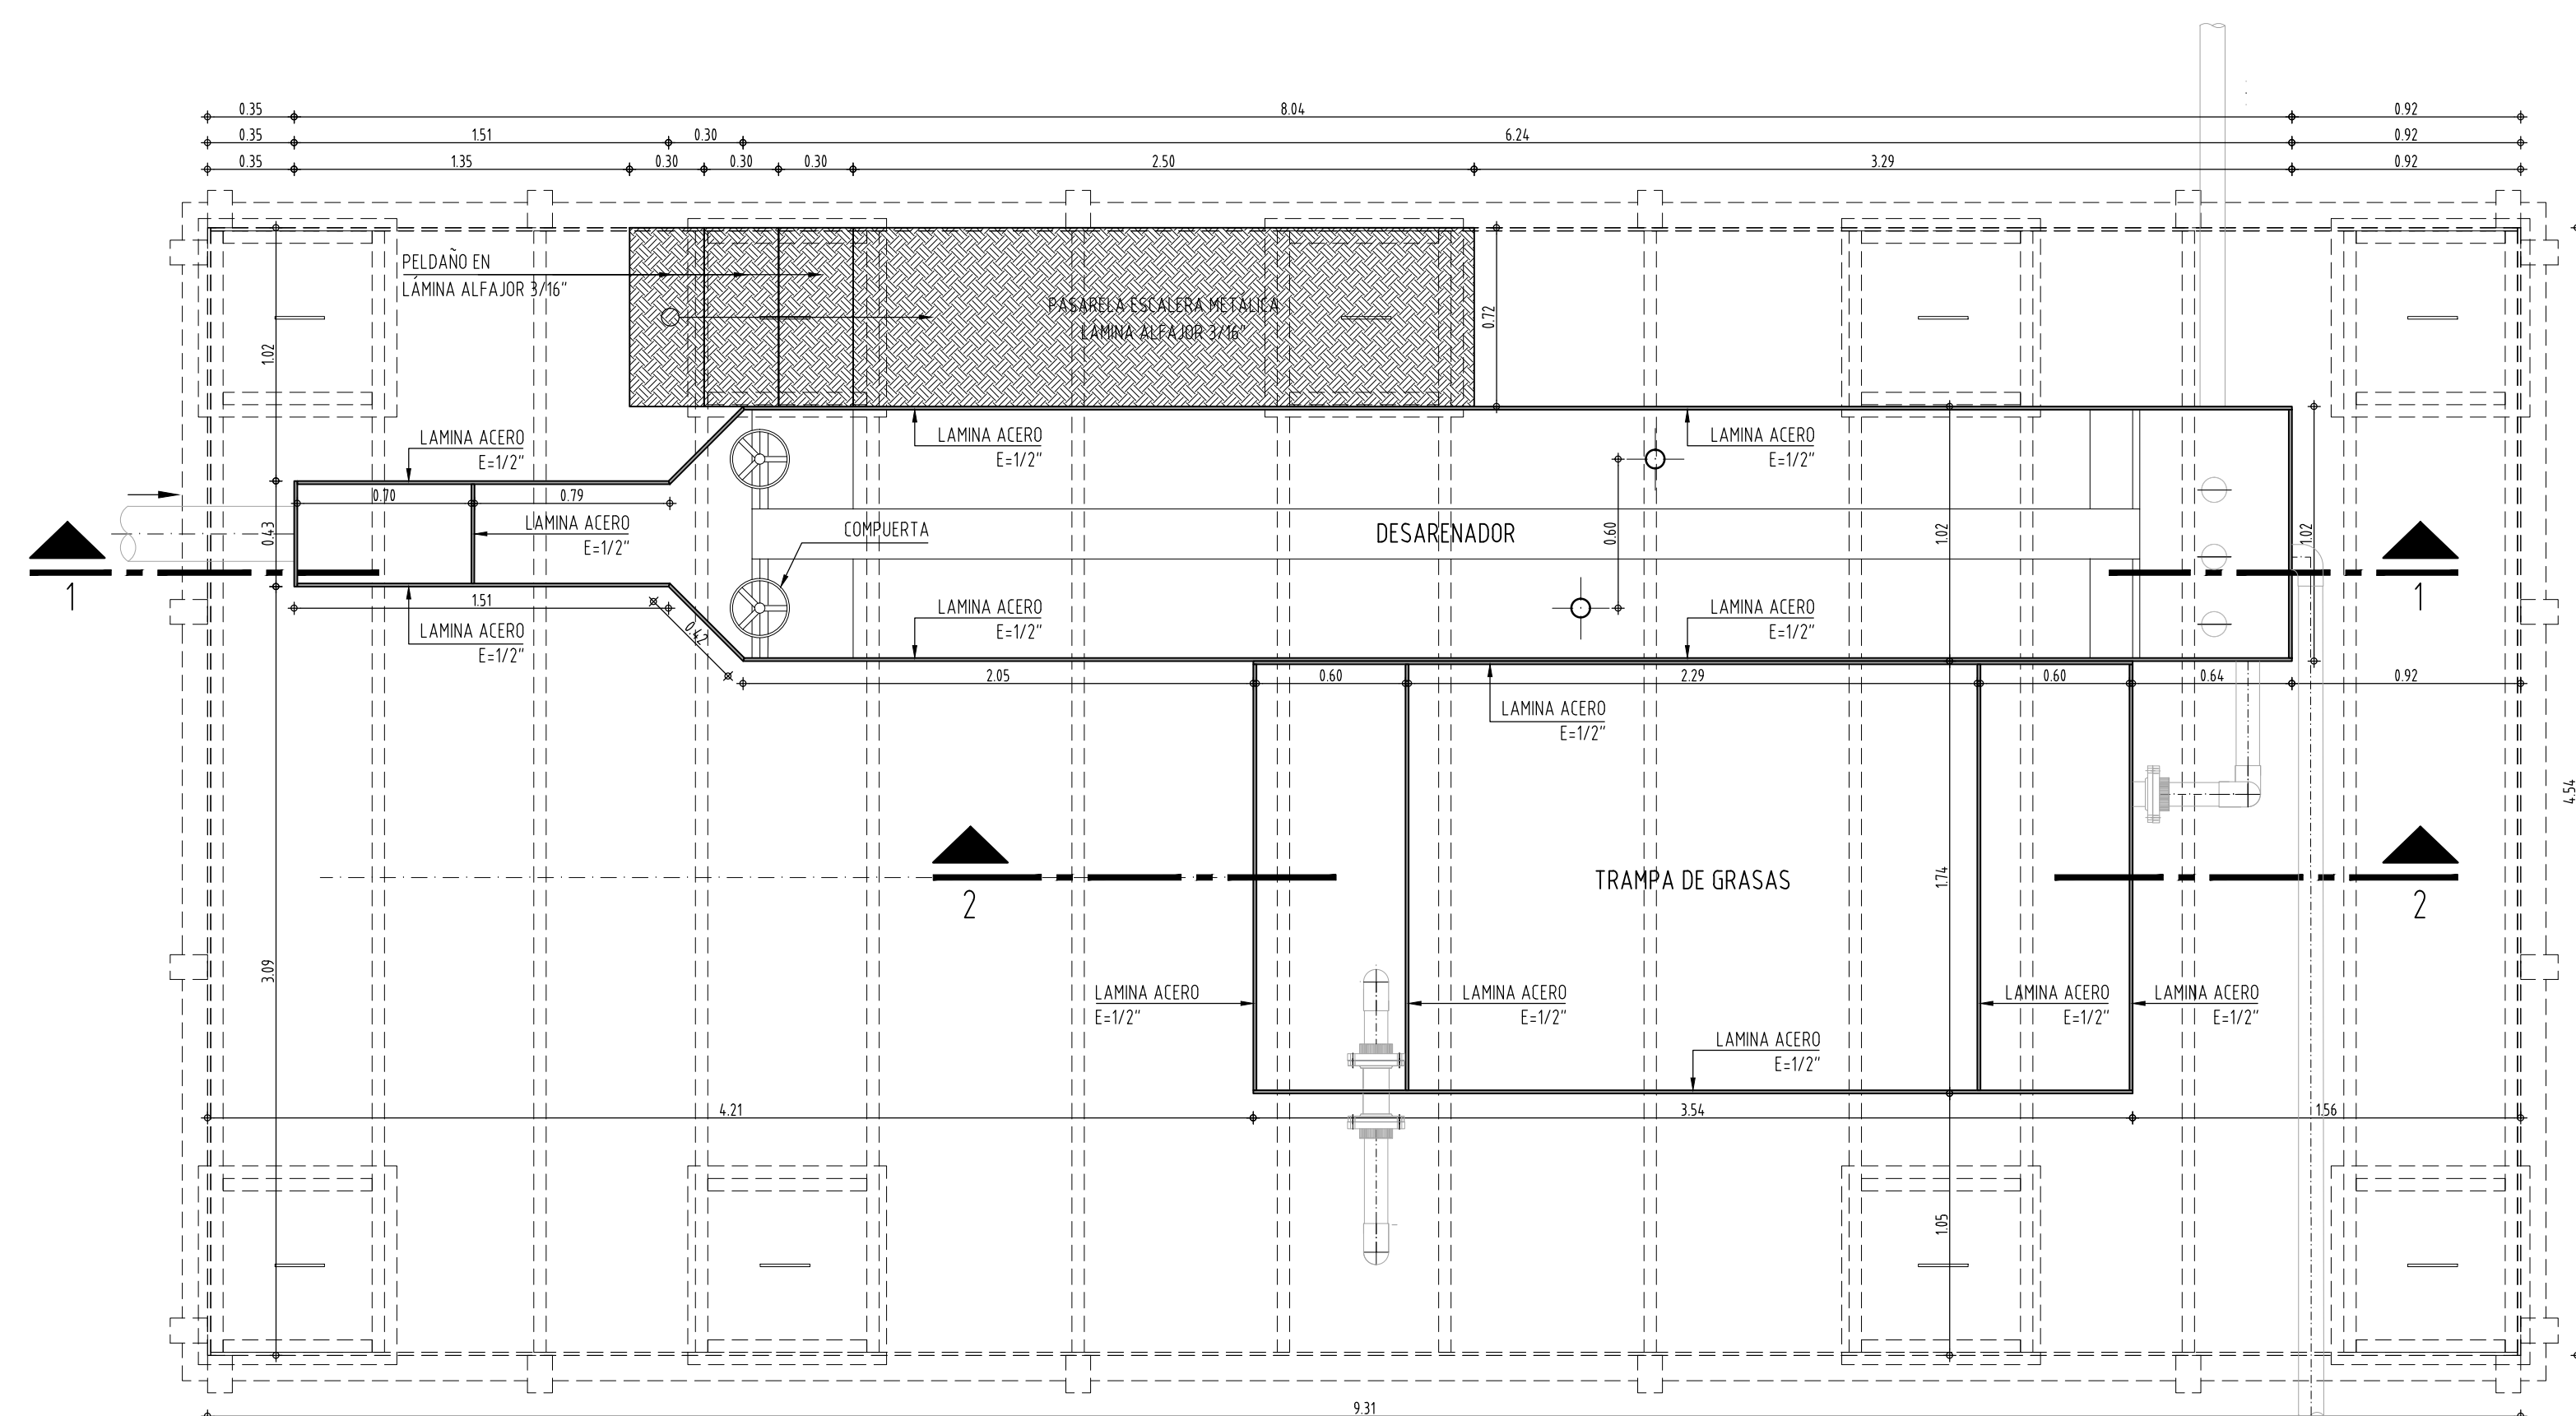 0.35 8.04 0.92
0.35 1.51 0.30 6.24 0.92
0.35 1.35 0.30 0.30 0.30 2.50 3.29 0.92
PELDAÑO EN
LÁMINA ALFAJOR 3/16"
PASARELA ESCALERA METÁLICA
LÁMINA ALFAJOR 3/16"
0.72
1.02
LAMINA ACERO
E=1/2"
LAMINA ACERO
E=1/2"
LAMINA ACERO
E=1/2"
0.70 0.79
0.43
LAMINA ACERO
E=1/2"
COMPUERTA
DESARENADOR
0.60
1.02
1.02
1
1
1.51
LAMINA ACERO
E=1/2"
0.42
LAMINA ACERO
E=1/2"
LAMINA ACERO
E=1/2"
2.05 0.60 2.29 0.60 0.64 0.92
LAMINA ACERO
E=1/2"
4.54
2
TRAMPA DE GRASAS
1.74
2
3.09
LAMINA ACERO
E=1/2"
LAMINA ACERO
E=1/2"
LAMINA ACERO
E=1/2"
LAMINA ACERO
E=1/2"
LAMINA ACERO
E=1/2"
4.21 3.54 1.56
1.05
9.31